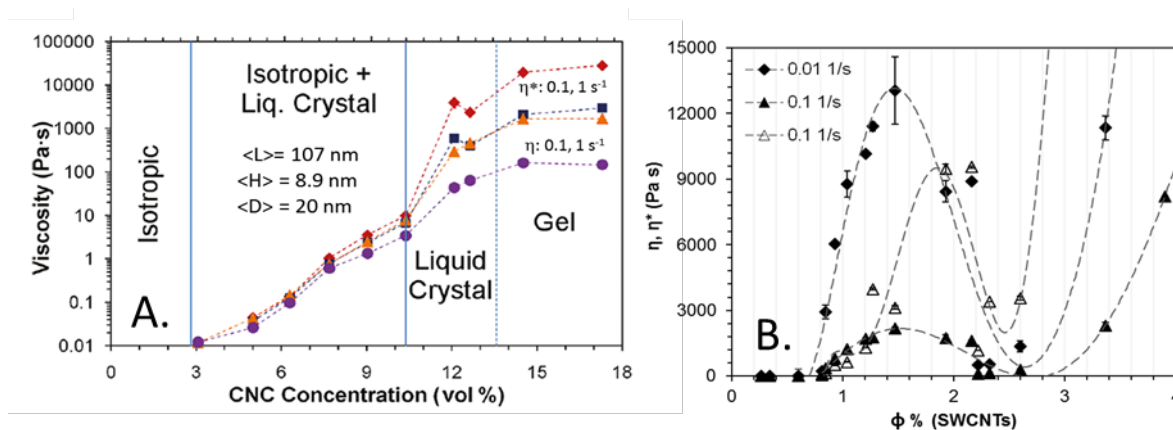 100000
10000
1000
100
10
1
0.1
0.01
Viscosity (Pa·s)
Isotropic
Isotropic +
Liq. Crystal
<L>= 107 nm
<H> = 8.9 nm
<D> = 20 nm
η*: 0.1, 1 s⁻¹
η: 0.1, 1 s⁻¹
Gel
Liquid
Crystal
A.
0 3 6 9 12 15 18
CNC Concentration (vol %)
15000
12000
9000
6000
3000
0
η, η* (Pa s)
0.01 1/s
0.1 1/s
0.1 1/s
B.
0 1 2 3 4
ϕ % (SWCNTs)